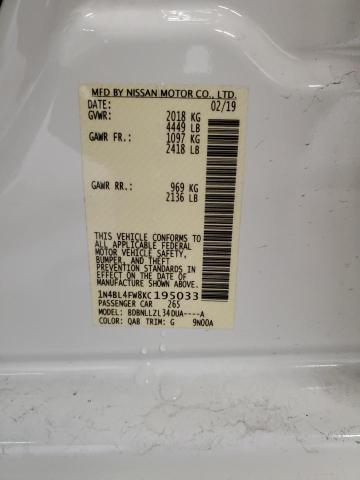 MFD BY NISSAN MOTOR CO., LTD.
DATE: 02/19
GVWR: 2018 KG
4449 LB
GAWR FR.: 1097 KG
2418 LB
GAWR RR.: 969 KG
2136 LB
THIS VEHICLE CONFORMS TO
ALL APPLICABLE FEDERAL
MOTOR VEHICLE SAFETY,
BUMPER, AND THEFT
PREVENTION STANDARDS IN
EFFECT ON THE DATE OF
MANUFACTURE SHOWN ABOVE.
1N4BL4FW8KC195033
PASSENGER CAR 265
MODEL: BDBNLLZL34DUA----A
COLOR: QAB TRIM: G 9N00A